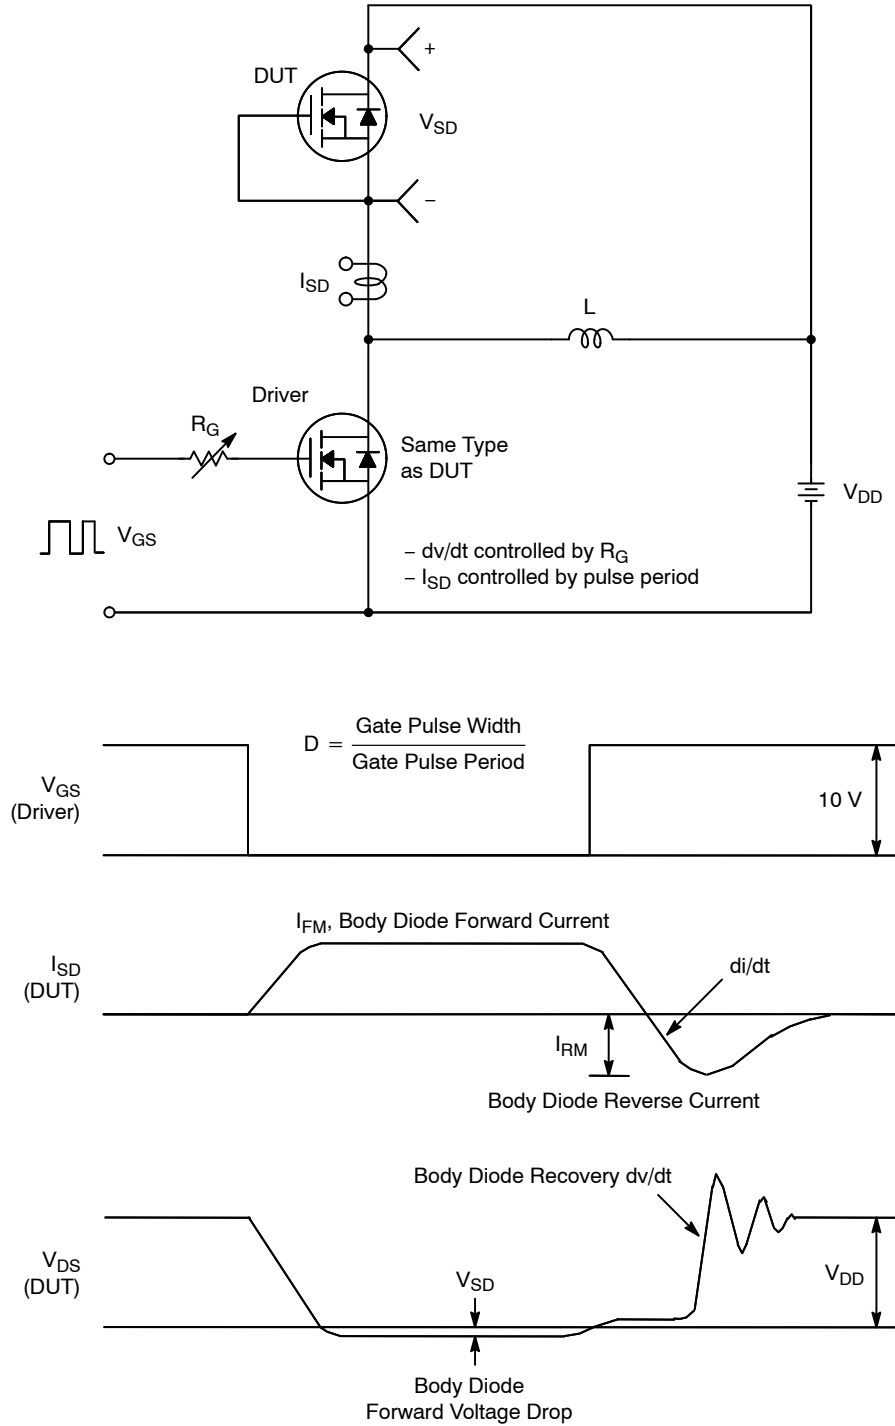 +
DUT
V_SD
−
I_SD
L
Driver
R_G
Same Type
as DUT
V_DD
V_GS
− dv/dt controlled by R_G
− I_SD controlled by pulse period
D = Gate Pulse Width
Gate Pulse Period
V_GS
(Driver)
10 V
I_FM, Body Diode Forward Current
I_SD
(DUT)
di/dt
I_RM
Body Diode Reverse Current
Body Diode Recovery dv/dt
V_DS
(DUT)
V_SD
V_DD
Body Diode
Forward Voltage Drop